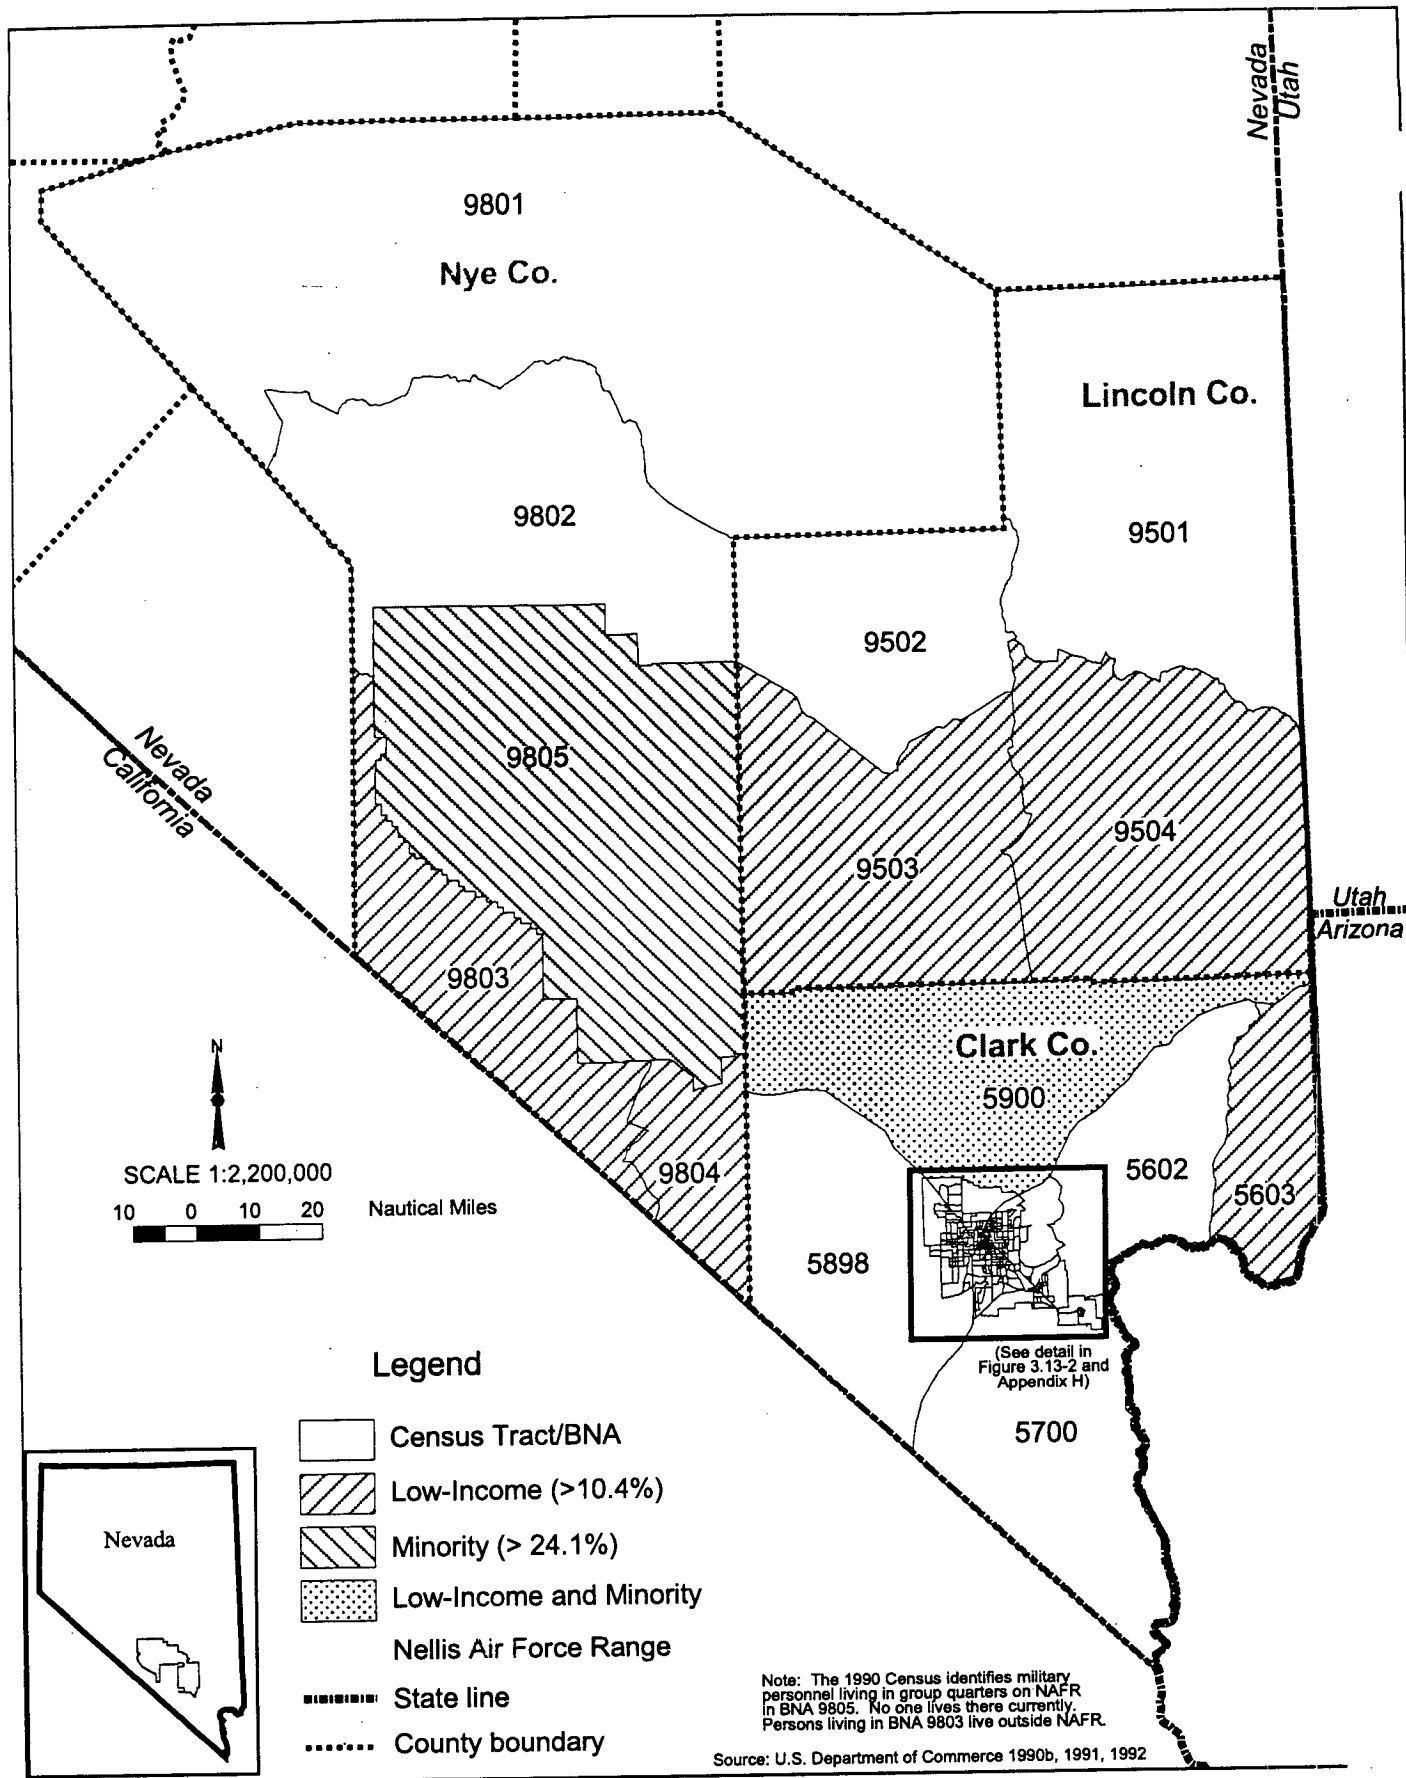 Nevada
Utah
9801
Nye Co.
Lincoln Co.
9802
9501
9502
Nevada
California
9805
9504
9503
Utah
Arizona
9803
N
Clark Co.
5900
SCALE 1:2,200,000
10 0 10 20
Nautical Miles
9804
5602
5603
5898
(See detail in
Figure 3.13-2 and
Appendix H)
5700
Legend
Census Tract/BNA
Low-Income (>10.4%)
Minority (> 24.1%)
Low-Income and Minority
Nellis Air Force Range
State line
County boundary
Nevada
Note: The 1990 Census identifies military
personnel living in group quarters on NAFR
in BNA 9805. No one lives there currently.
Persons living in BNA 9803 live outside NAFR.
Source: U.S. Department of Commerce 1990b, 1991, 1992